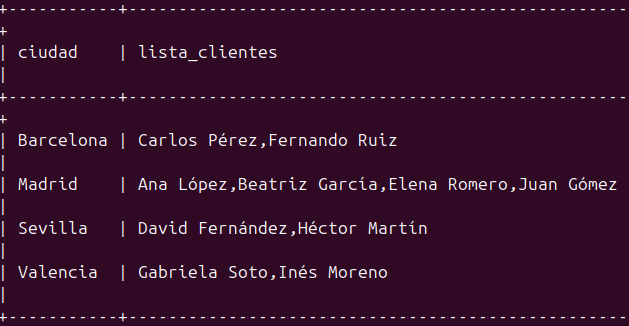 +-----------+--------------------------------------------------
+
| ciudad    | lista_clientes
|
+-----------+--------------------------------------------------
+
| Barcelona | Carlos Pérez,Fernando Ruiz
|
| Madrid    | Ana López,Beatriz García,Elena Romero,Juan Gómez
|
| Sevilla   | David Fernández,Héctor Martín
|
| Valencia  | Gabriela Soto,Inés Moreno
|
+-----------+--------------------------------------------------